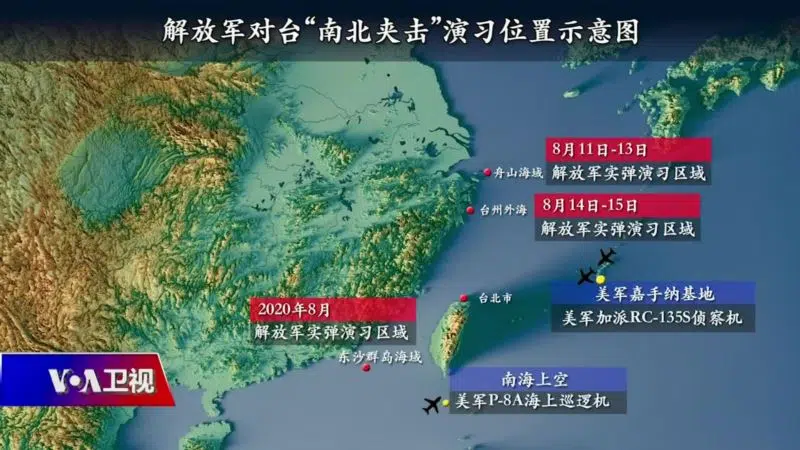 解放军对台“南北夹击”演习位置示意图
8月11日-13日
舟山海域
解放军实弹演习区域
8月14日-15日
台州外海
解放军实弹演习区域
美军嘉手纳基地
美军加派RC-135S侦察机
台北市
2020年8月
解放军实弹演习区域
东沙群岛海域
南海上空
美军P-8A海上巡逻机
VOA卫视